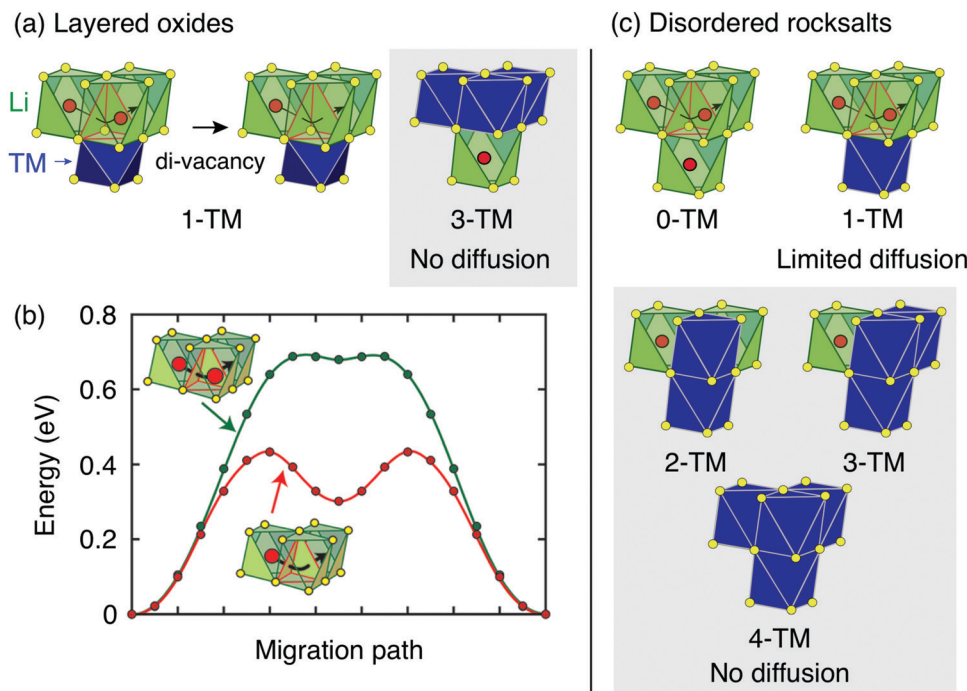 (a) Layered oxides
Li
TM
di-vacancy
1-TM
3-TM
No diffusion
(b)
Energy (eV)
0.8
0.6
0.4
0.2
0
Migration path
(c) Disordered rocksalts
0-TM
1-TM
Limited diffusion
2-TM
3-TM
4-TM
No diffusion